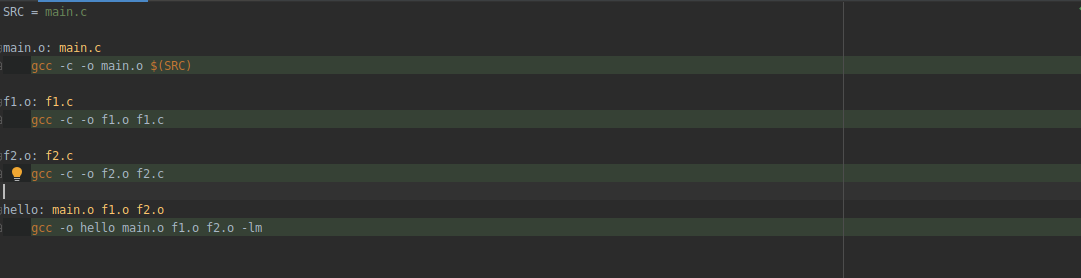 SRC = main.c
main.o: main.c
gcc -c -o main.o $(SRC)
f1.o: f1.c
gcc -c -o f1.o f1.c
f2.o: f2.c
gcc -c -o f2.o f2.c
hello: main.o f1.o f2.o
gcc -o hello main.o f1.o f2.o -lm